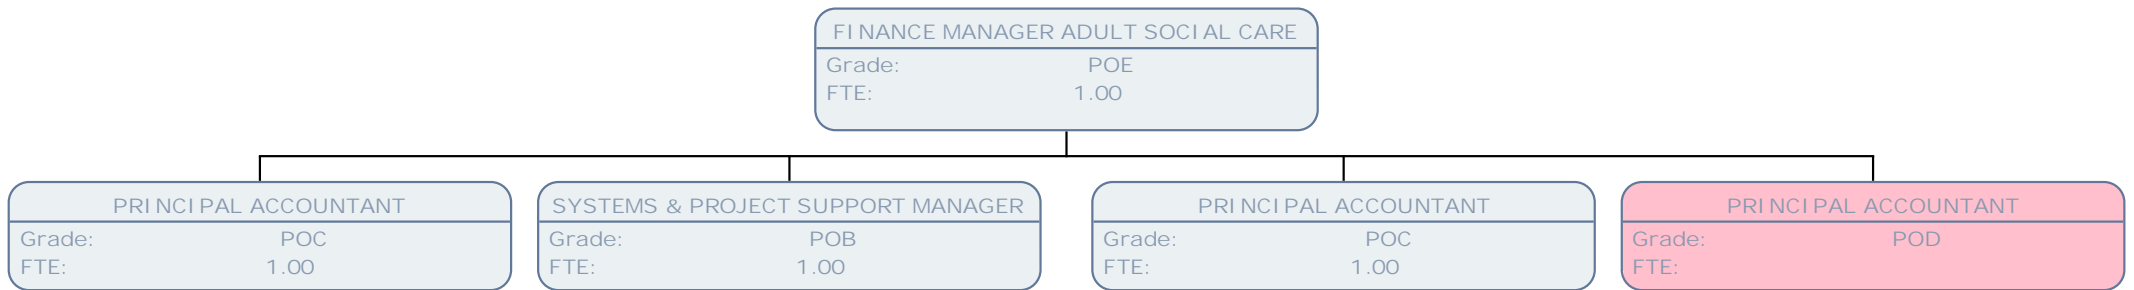 FINANCE MANAGER ADULT SOCIAL CARE
Grade: POE
FTE: 1.00
PRINCIPAL ACCOUNTANT
Grade: POC
FTE: 1.00
SYSTEMS & PROJECT SUPPORT MANAGER
Grade: POB
FTE: 1.00
PRINCIPAL ACCOUNTANT
Grade: POC
FTE: 1.00
PRINCIPAL ACCOUNTANT
Grade: POD
FTE: